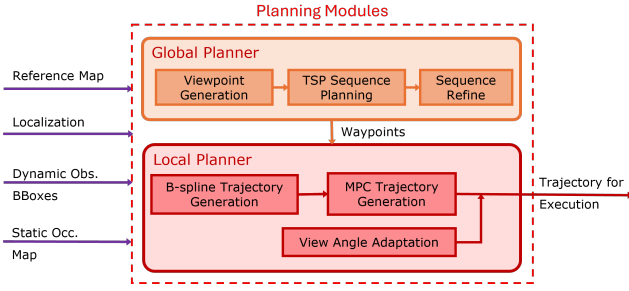 Planning Modules
Global Planner
Viewpoint
Generation
TSP Sequence
Planning
Sequence
Refine
Reference Map
Localization
Dynamic Obs.
BBoxes
Static Occ.
Map
Waypoints
Local Planner
B-spline Trajectory
Generation
MPC Trajectory
Generation
View Angle Adaptation
Trajectory for
Execution